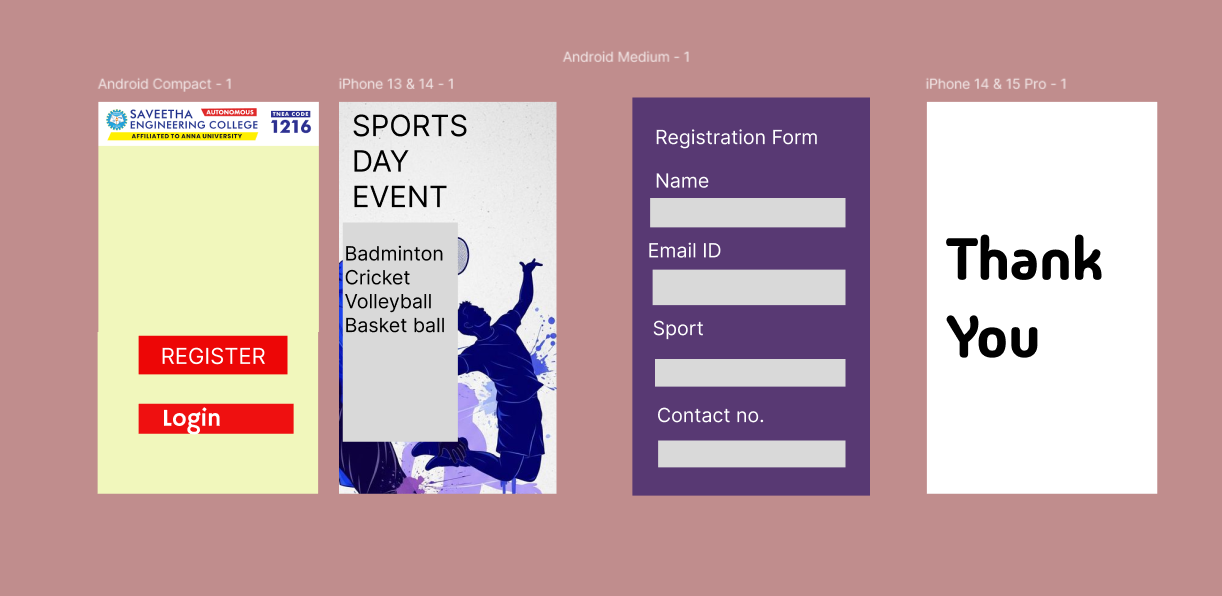 Android Medium - 1
Android Compact - 1
SAVEETHA AUTONOMOUS
ENGINEERING COLLEGE
AFFILIATED TO ANNA UNIVERSITY
TNEA CODE
1216
REGISTER
Login
iPhone 13 & 14 - 1
SPORTS
DAY
EVENT
Badminton
Cricket
Volleyball
Basket ball
Registration Form
Name
Email ID
Sport
Contact no.
iPhone 14 & 15 Pro - 1
Thank
You